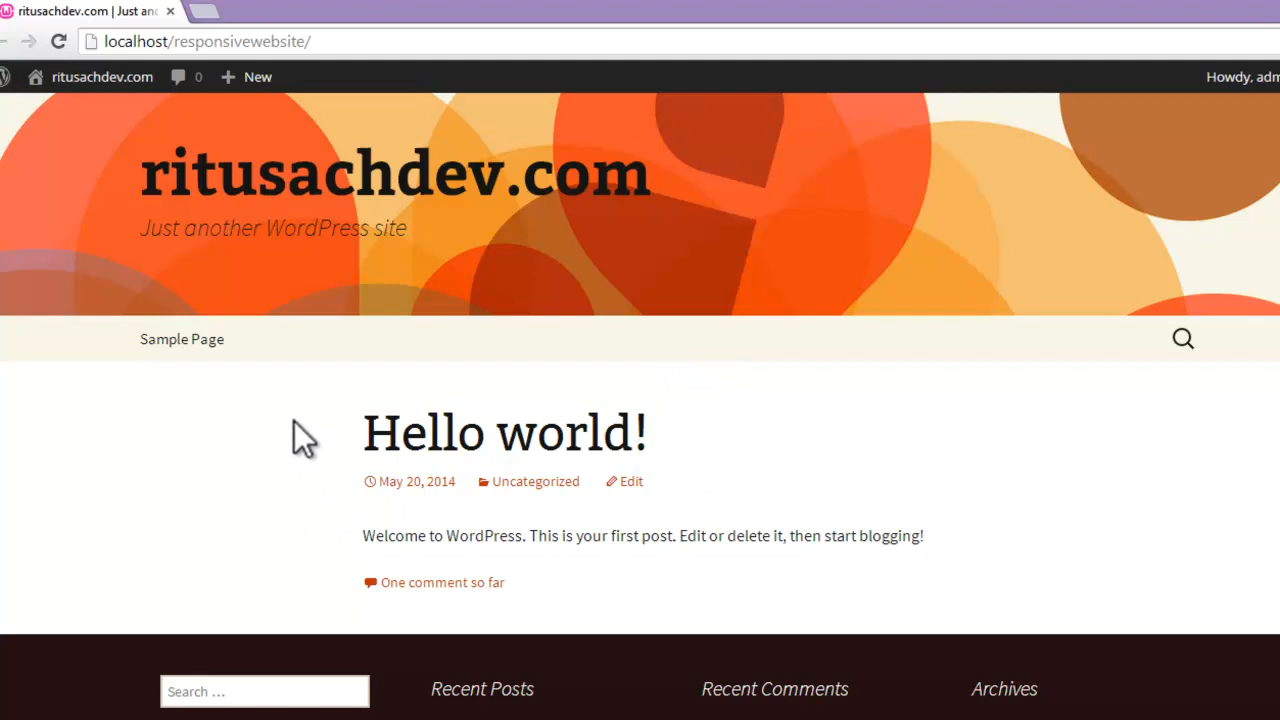 ritusachdev.com | Just an
localhost/responsivewebsite/
ritusachdev.com 0 New Howdy, adm
ritusachdev.com
Just another WordPress site
Sample Page
Hello world!
May 20, 2014 Uncategorized Edit
Welcome to WordPress. This is your first post. Edit or delete it, then start blogging!
One comment so far
Search ... Recent Posts Recent Comments Archives